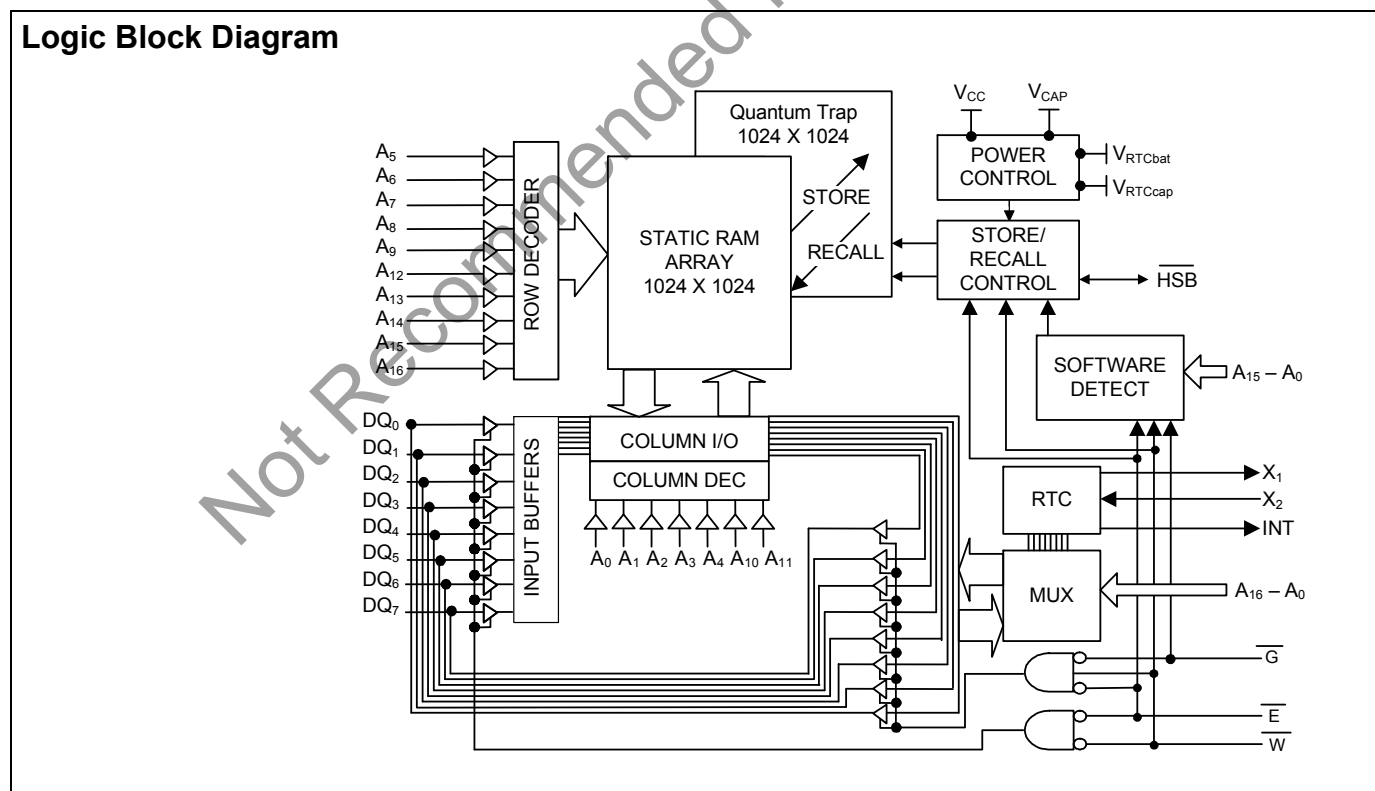 Logic Block Diagram
Not Recommended
Quantum Trap
1024 X 1024
STORE
RECALL
STATIC RAM
ARRAY
1024 X 1024
A5
A6
A7
A8
A9
A12
A13
A14
A15
A16
ROW DECODER
VCC
VCAP
POWER
CONTROL
VRTCbat
VRTCcap
STORE/
RECALL
CONTROL
HSB
SOFTWARE
DETECT
A15 – A0
DQ0
DQ1
DQ2
DQ3
DQ4
DQ5
DQ6
DQ7
INPUT BUFFERS
COLUMN I/O
COLUMN DEC
A0 A1 A2 A3 A4 A10 A11
RTC
X1
X2
INT
MUX
A16 – A0
G
E
W